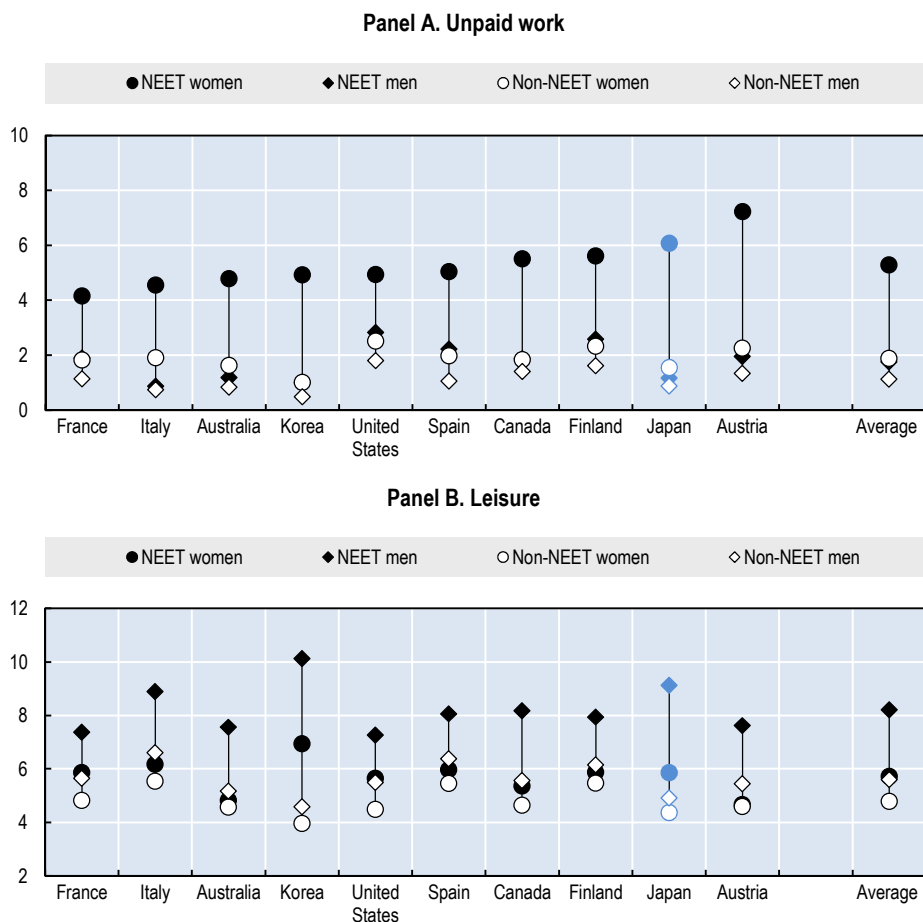 Panel A. Unpaid work
NEET women NEET men Non-NEET women Non-NEET men
10
8
6
4
2
0
France Italy Australia Korea United States Spain Canada Finland Japan Austria Average
Panel B. Leisure
NEET women NEET men Non-NEET women Non-NEET men
12
10
8
6
4
2
France Italy Australia Korea United States Spain Canada Finland Japan Austria Average